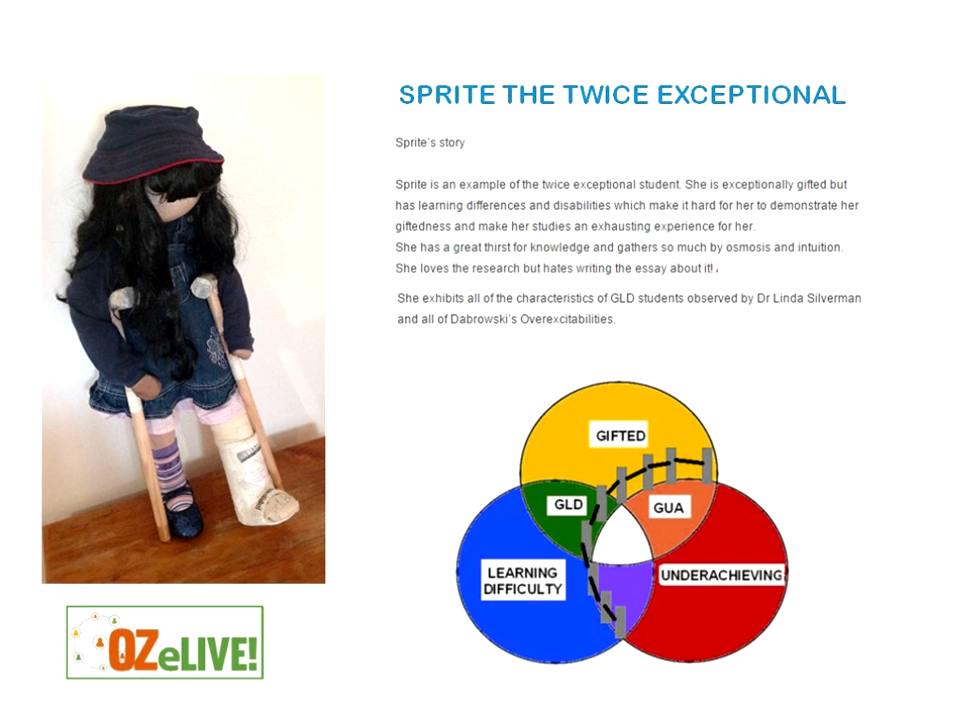 SPRITE THE TWICE EXCEPTIONAL
Sprite's story
Sprite is an example of the twice exceptional student. She is exceptionally gifted but
has learning differences and disabilities which make it hard for her to demonstrate her
giftedness and make her studies an exhausting experience for her.
She has a great thirst for knowledge and gathers so much by osmosis and intuition.
She loves the research but hates writing the essay about it!
She exhibits all of the characteristics of GLD students observed by Dr Linda Silverman
and all of Dabrowski's Overexcitabilities.
GIFTED
GLD
GUA
LEARNING
DIFFICULTY
UNDERACHIEVING
OZeLIVE!